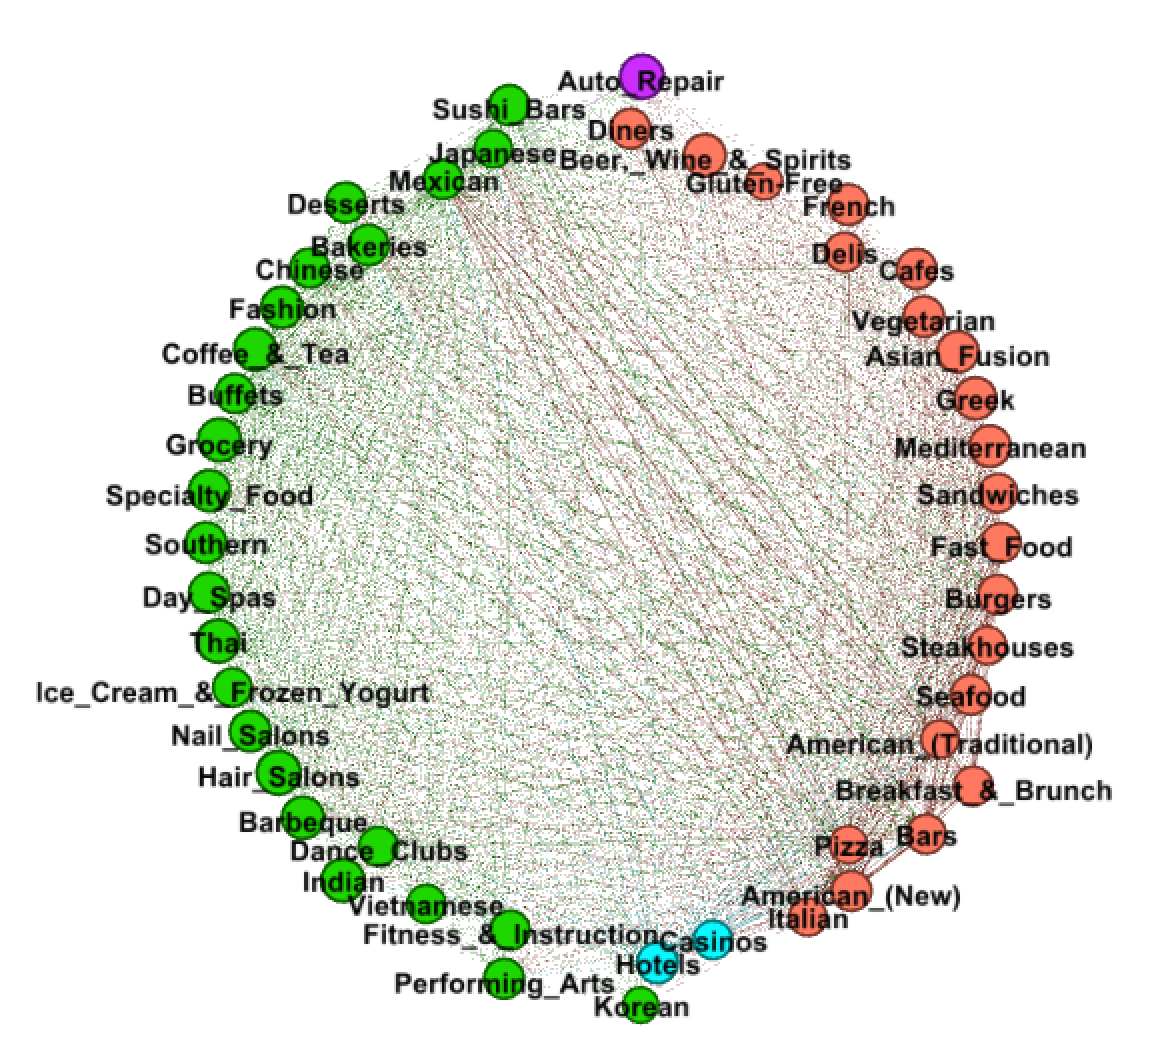 Auto_Repair
Sushi_Bars
Diners
Japanese
Beer,_Wine_&_Spirits
Mexican
Gluten-Free
Desserts
French
Bakeries
Delis
Chinese
Cafes
Fashion
Vegetarian
Coffee_&_Tea
Asian_Fusion
Buffets
Greek
Grocery
Mediterranean
Specialty_Food
Sandwiches
Southern
Fast_Food
Day_Spas
Burgers
Thai
Steakhouses
Ice_Cream_&_Frozen_Yogurt
Seafood
Nail_Salons
American_(Traditional)
Hair_Salons
Breakfast_&_Brunch
Barbeque
Bars
Pizza
Dance_Clubs
Indian
American_(New)
Vietnamese
Italian
Fitness_&_Instruction
Casinos
Hotels
Performing_Arts
Korean